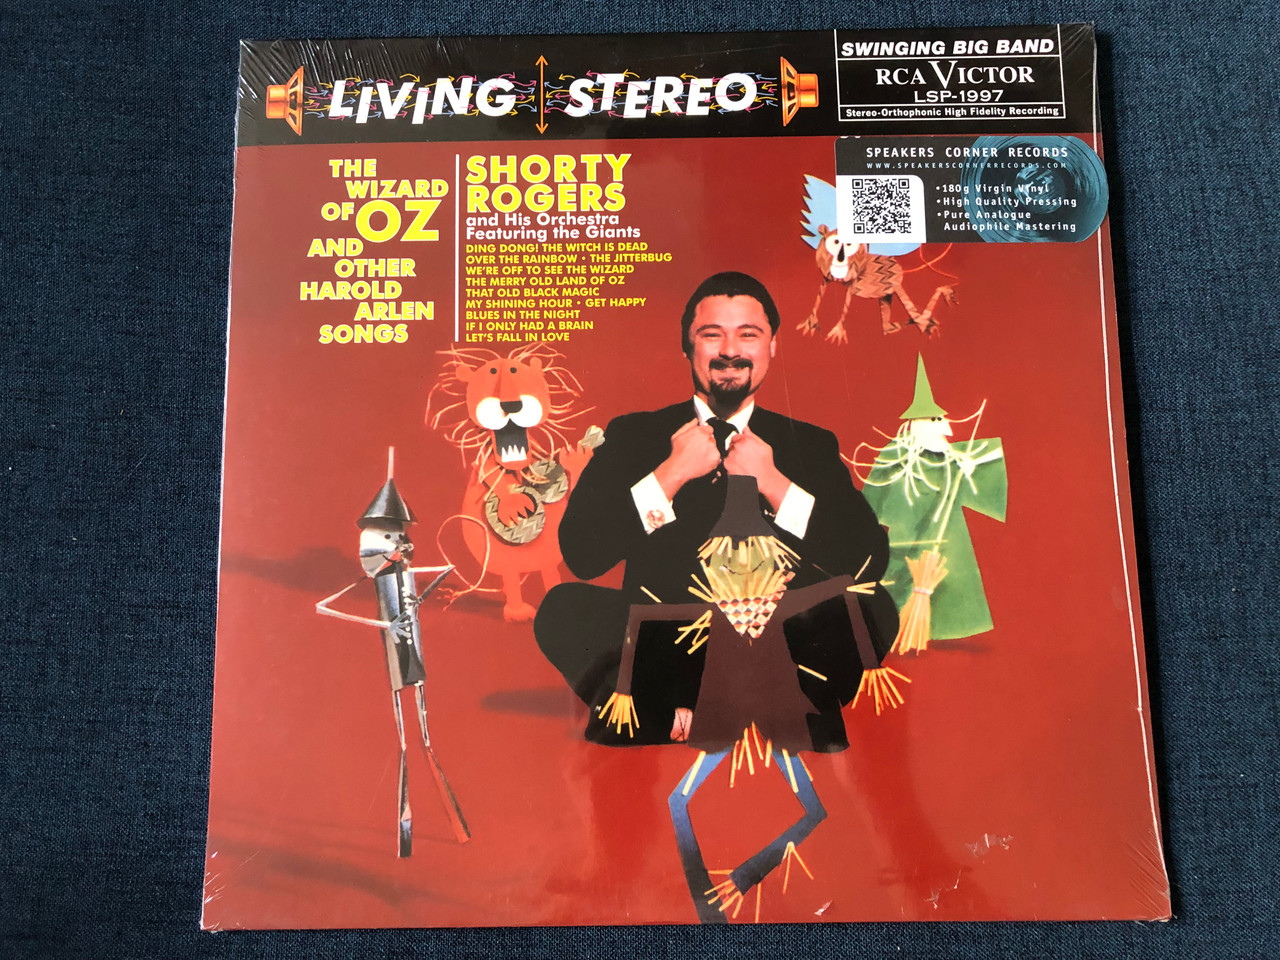 LIVING STEREO
SWINGING BIG BAND
RCA VICTOR
LSP-1997
Stereo-Orthophonic High Fidelity Recording
SPEAKERS CORNER RECORDS
WWW.SPEAKERSCORNERRECORDS.COM
•180g Virgin Vinyl
•High Quality Pressing
•Pure Analogue
Audiophile Mastering
THE
WIZARD
OF OZ
AND
OTHER
HAROLD
ARLEN
SONGS
SHORTY
ROGERS
and His Orchestra
Featuring the Giants
DING DONG! THE WITCH IS DEAD
OVER THE RAINBOW • THE JITTERBUG
WE'RE OFF TO SEE THE WIZARD
THE MERRY OLD LAND OF OZ
THAT OLD BLACK MAGIC
MY SHINING HOUR • GET HAPPY
BLUES IN THE NIGHT
IF I ONLY HAD A BRAIN
LET'S FALL IN LOVE